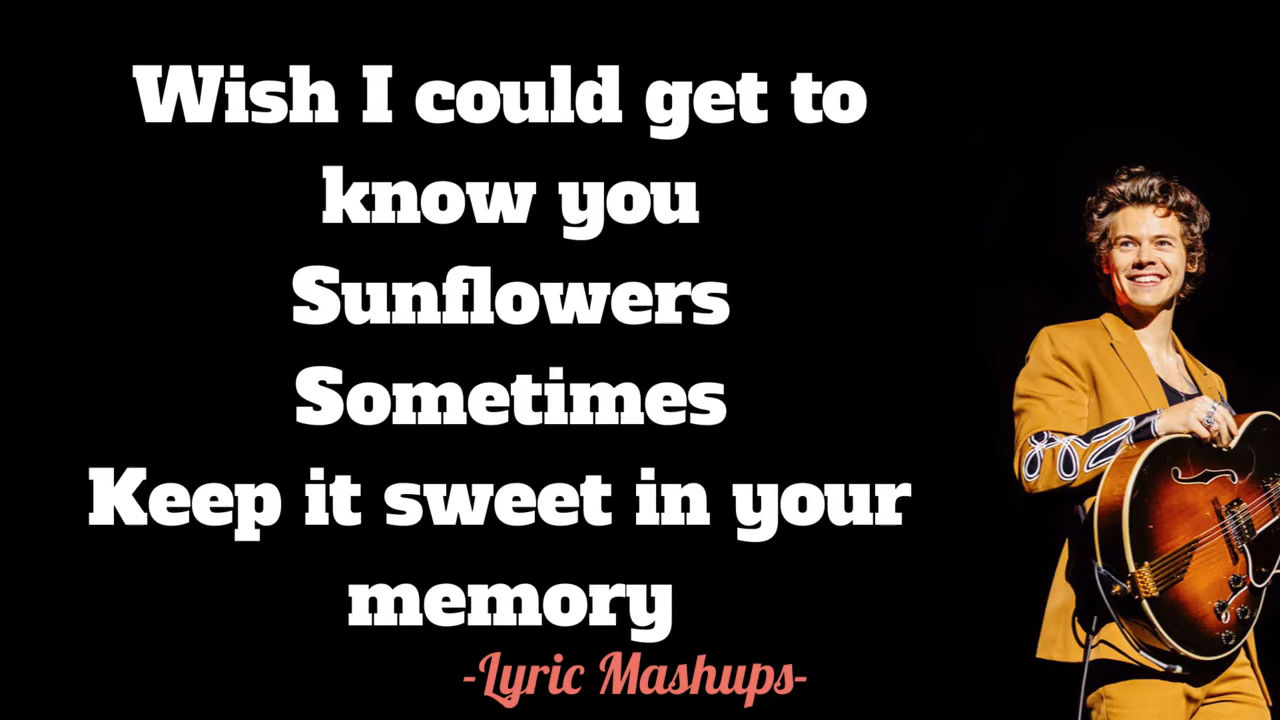 Wish I could get to
know you
Sunflowers
Sometimes
Keep it sweet in your
memory
-Lyric Mashups-